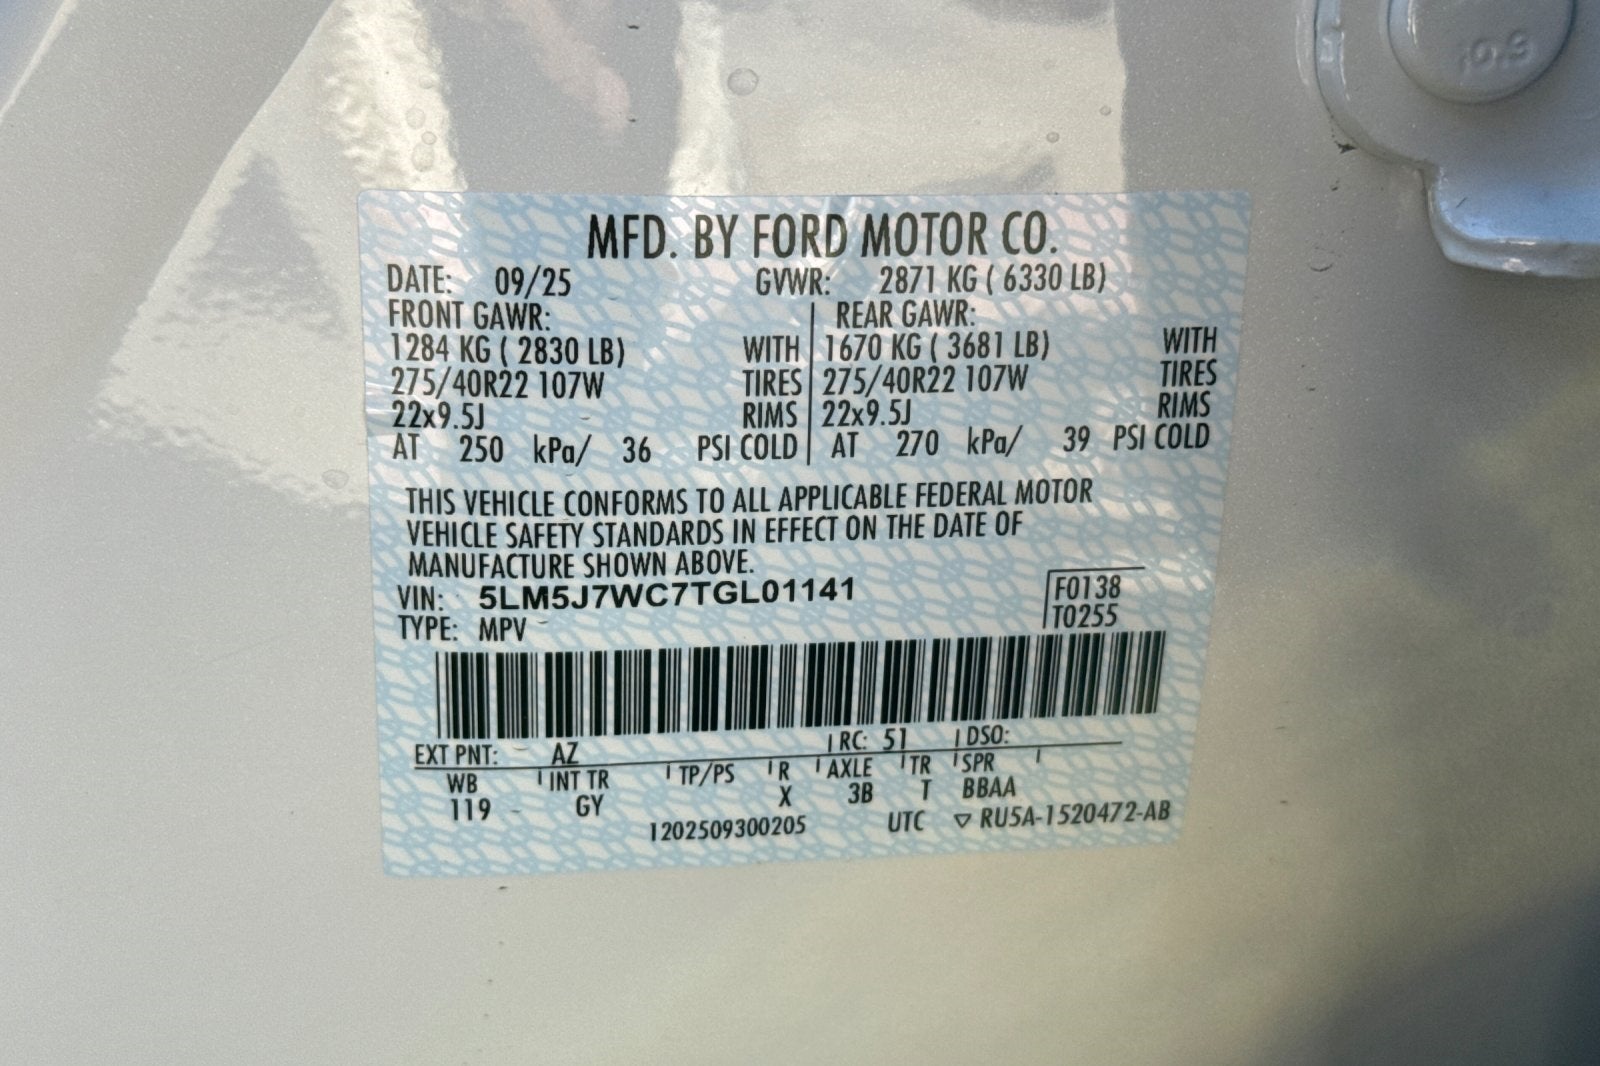 10.9
MFD. BY FORD MOTOR CO.
DATE: 09/25 GVWR: 2871 KG ( 6330 LB)
FRONT GAWR: REAR GAWR:
1284 KG ( 2830 LB) WITH 1670 KG ( 3681 LB) WITH
275/40R22 107W TIRES 275/40R22 107W TIRES
22x9.5J RIMS 22x9.5J RIMS
AT 250 kPa/ 36 PSI COLD AT 270 kPa/ 39 PSI COLD
THIS VEHICLE CONFORMS TO ALL APPLICABLE FEDERAL MOTOR
VEHICLE SAFETY STANDARDS IN EFFECT ON THE DATE OF
MANUFACTURE SHOWN ABOVE.
VIN: 5LM5J7WC7TGL01141 F0138
TYPE: MPV T0255
EXT PNT: AZ RC: 51 DSO:
WB INT TR TP/PS R AXLE TR SPR
119 GY X 3B T BBAA
1202509300205 UTC ▽ RU5A-1520472-AB